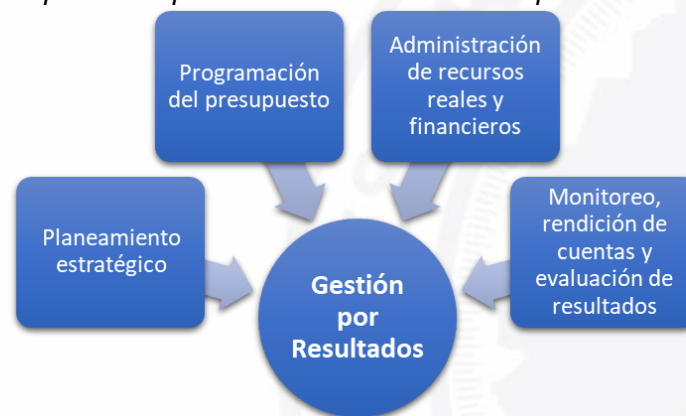 Planeamiento
estratégico
Programación
del presupuesto
Administración
de recursos
reales y
financieros
Monitoreo,
rendición de
cuentas y
evaluación de
resultados
Gestión
por
Resultados